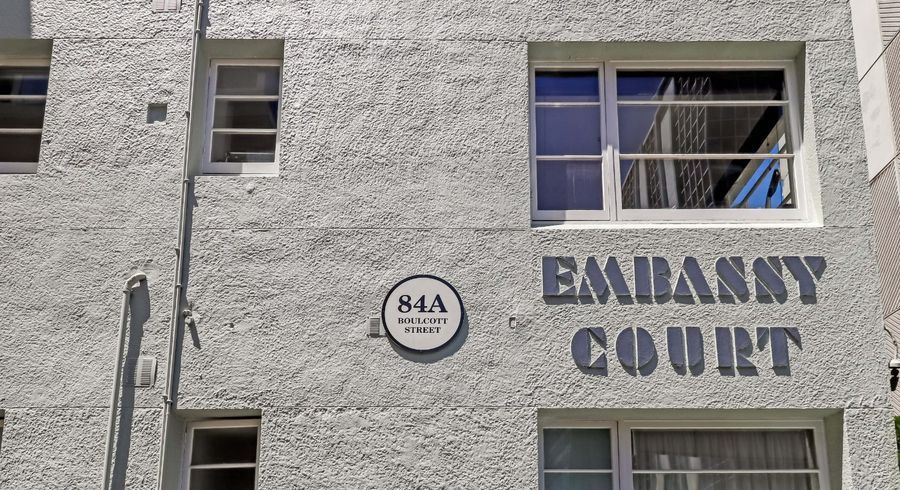 84A
BOULCOTT
STREET
EMBASSY
COURT